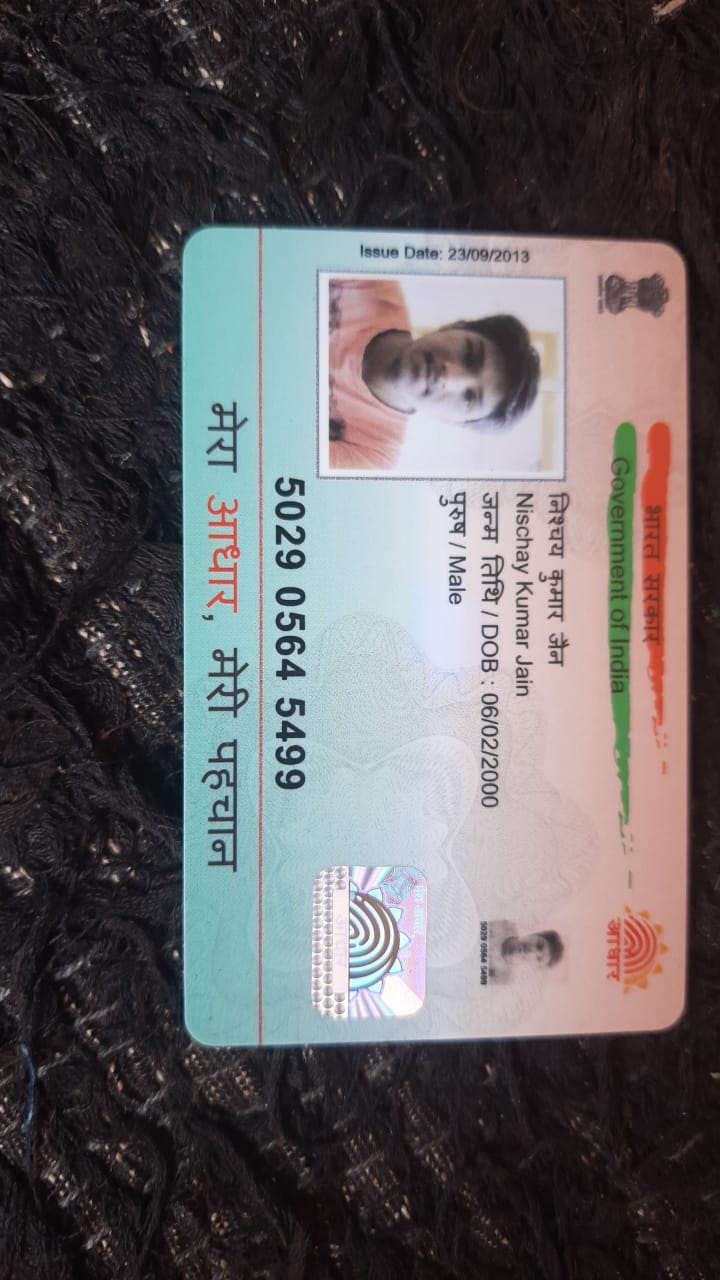 भारत सरकार
Government of India
आधार
Issue Date: 23/09/2013
निश्चय कुमार जैन
Nischay Kumar Jain
जन्म तिथि / DOB : 06/02/2000
पुरुष / Male
5029 0564 5499
5029 0564 5499
मेरा आधार, मेरी पहचान